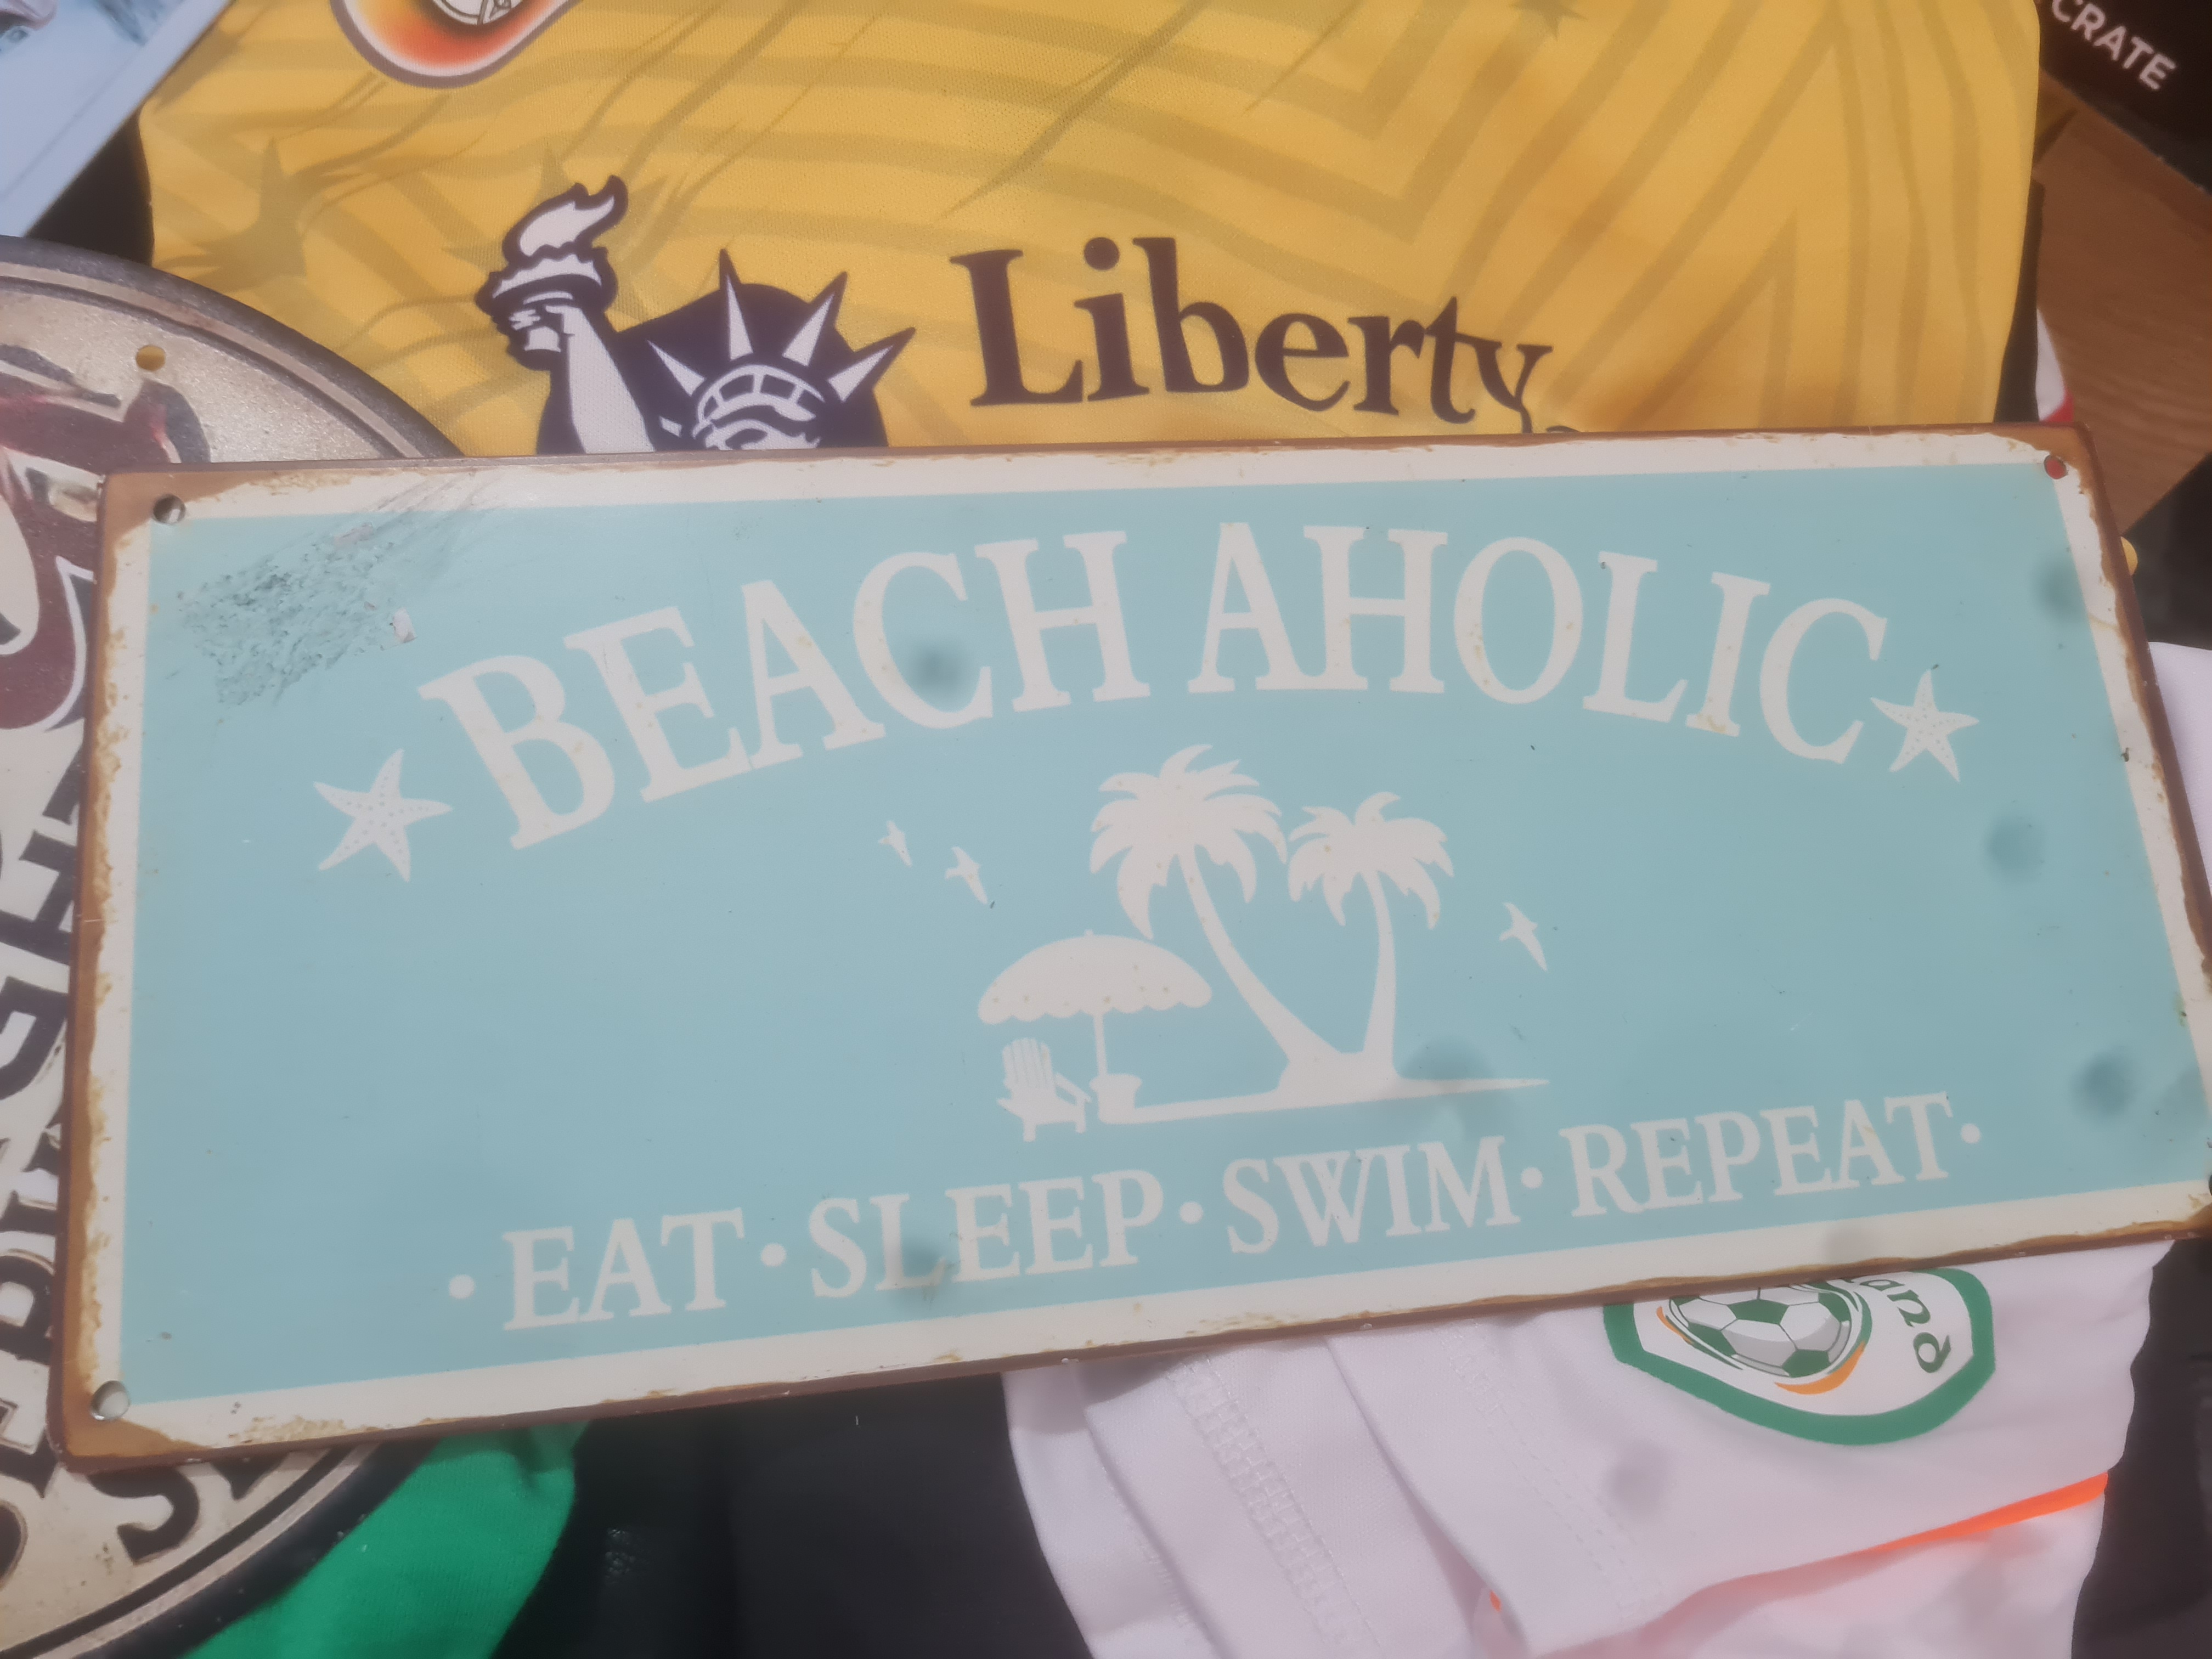 CRATE
Liberty
BEACH AHOLIC
·EAT·SLEEP·SWIM·REPEAT·